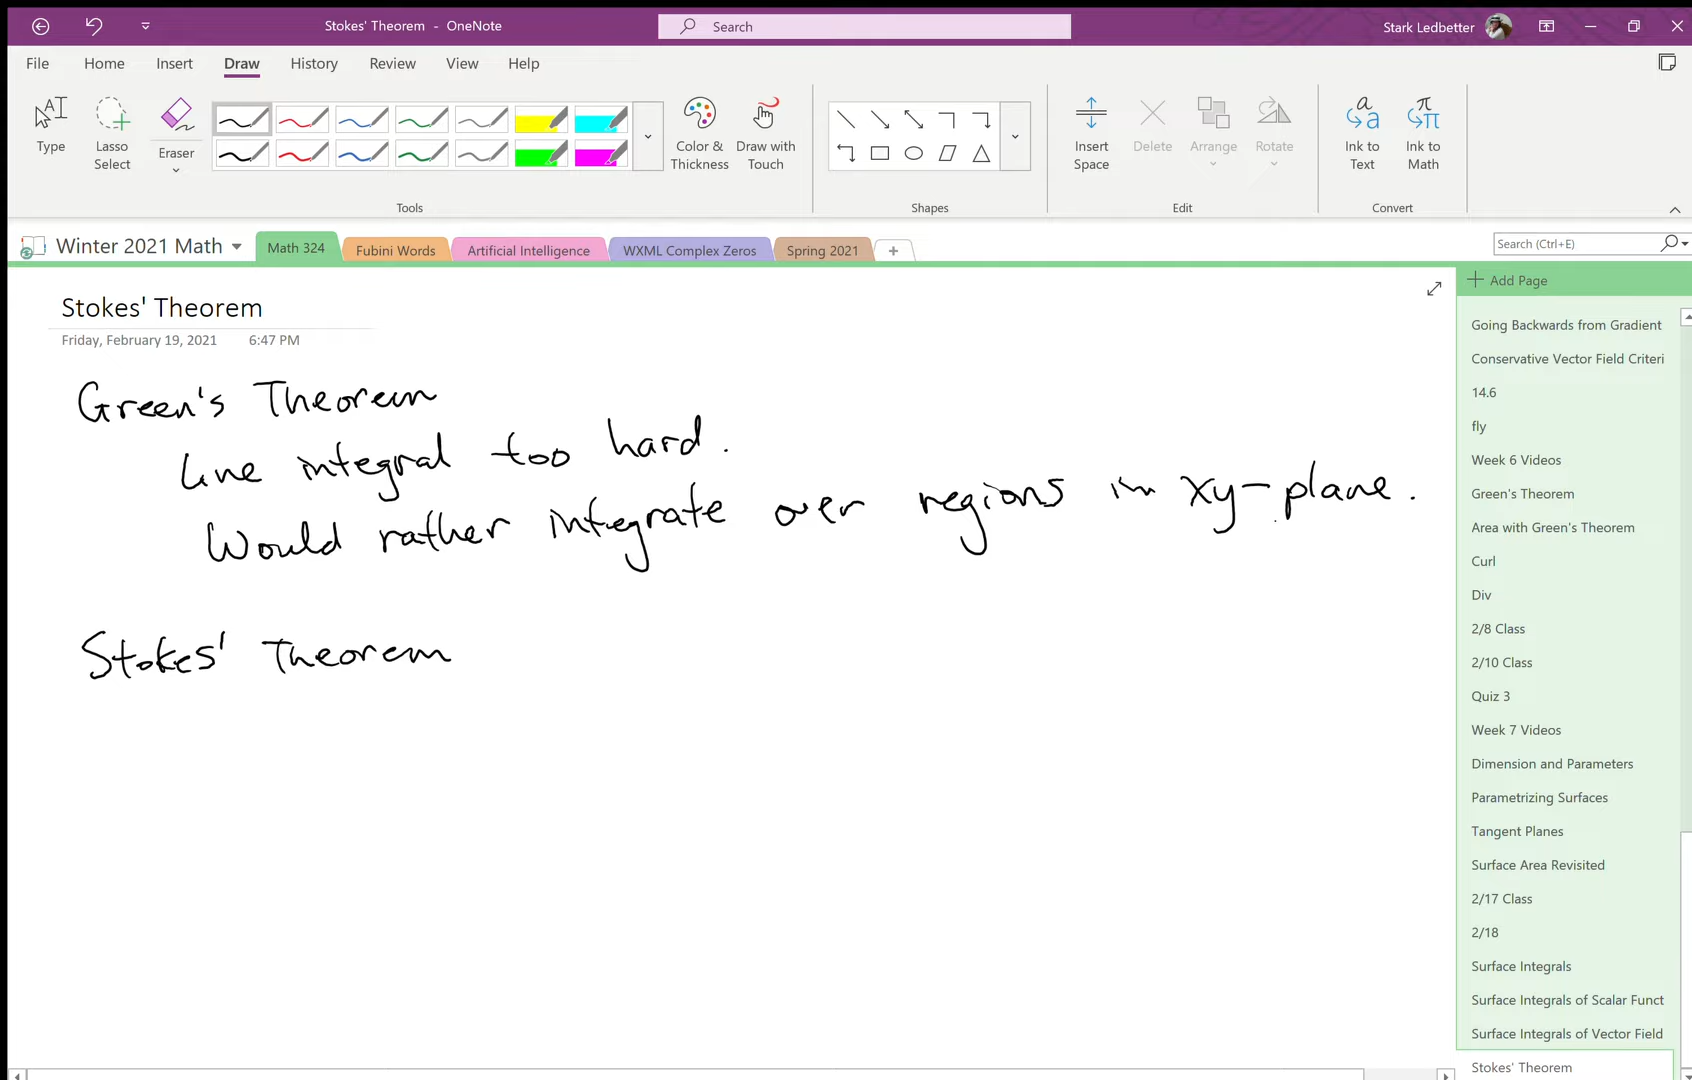 Stokes' Theorem - OneNote
Search
Stark Ledbetter
File Home Insert Draw History Review View Help
Type
Lasso Select
Eraser
Color & Thickness
Draw with Touch
Insert Space
Delete
Arrange
Rotate
Ink to Text
Ink to Math
Tools
Shapes
Edit
Convert
Winter 2021 Math
Math 324
Fubini Words
Artificial Intelligence
WXML Complex Zeros
Spring 2021
Search (Ctrl+E)
Stokes' Theorem
Friday, February 19, 2021 6:47 PM
Green's Theorem
Line integral too hard.
Would rather integrate over regions in xy-plane.
Stokes' Theorem
Add Page
Going Backwards from Gradient
Conservative Vector Field Criteri
14.6
fly
Week 6 Videos
Green's Theorem
Area with Green's Theorem
Curl
Div
2/8 Class
2/10 Class
Quiz 3
Week 7 Videos
Dimension and Parameters
Parametrizing Surfaces
Tangent Planes
Surface Area Revisited
2/17 Class
2/18
Surface Integrals
Surface Integrals of Scalar Funct
Surface Integrals of Vector Field
Stokes' Theorem